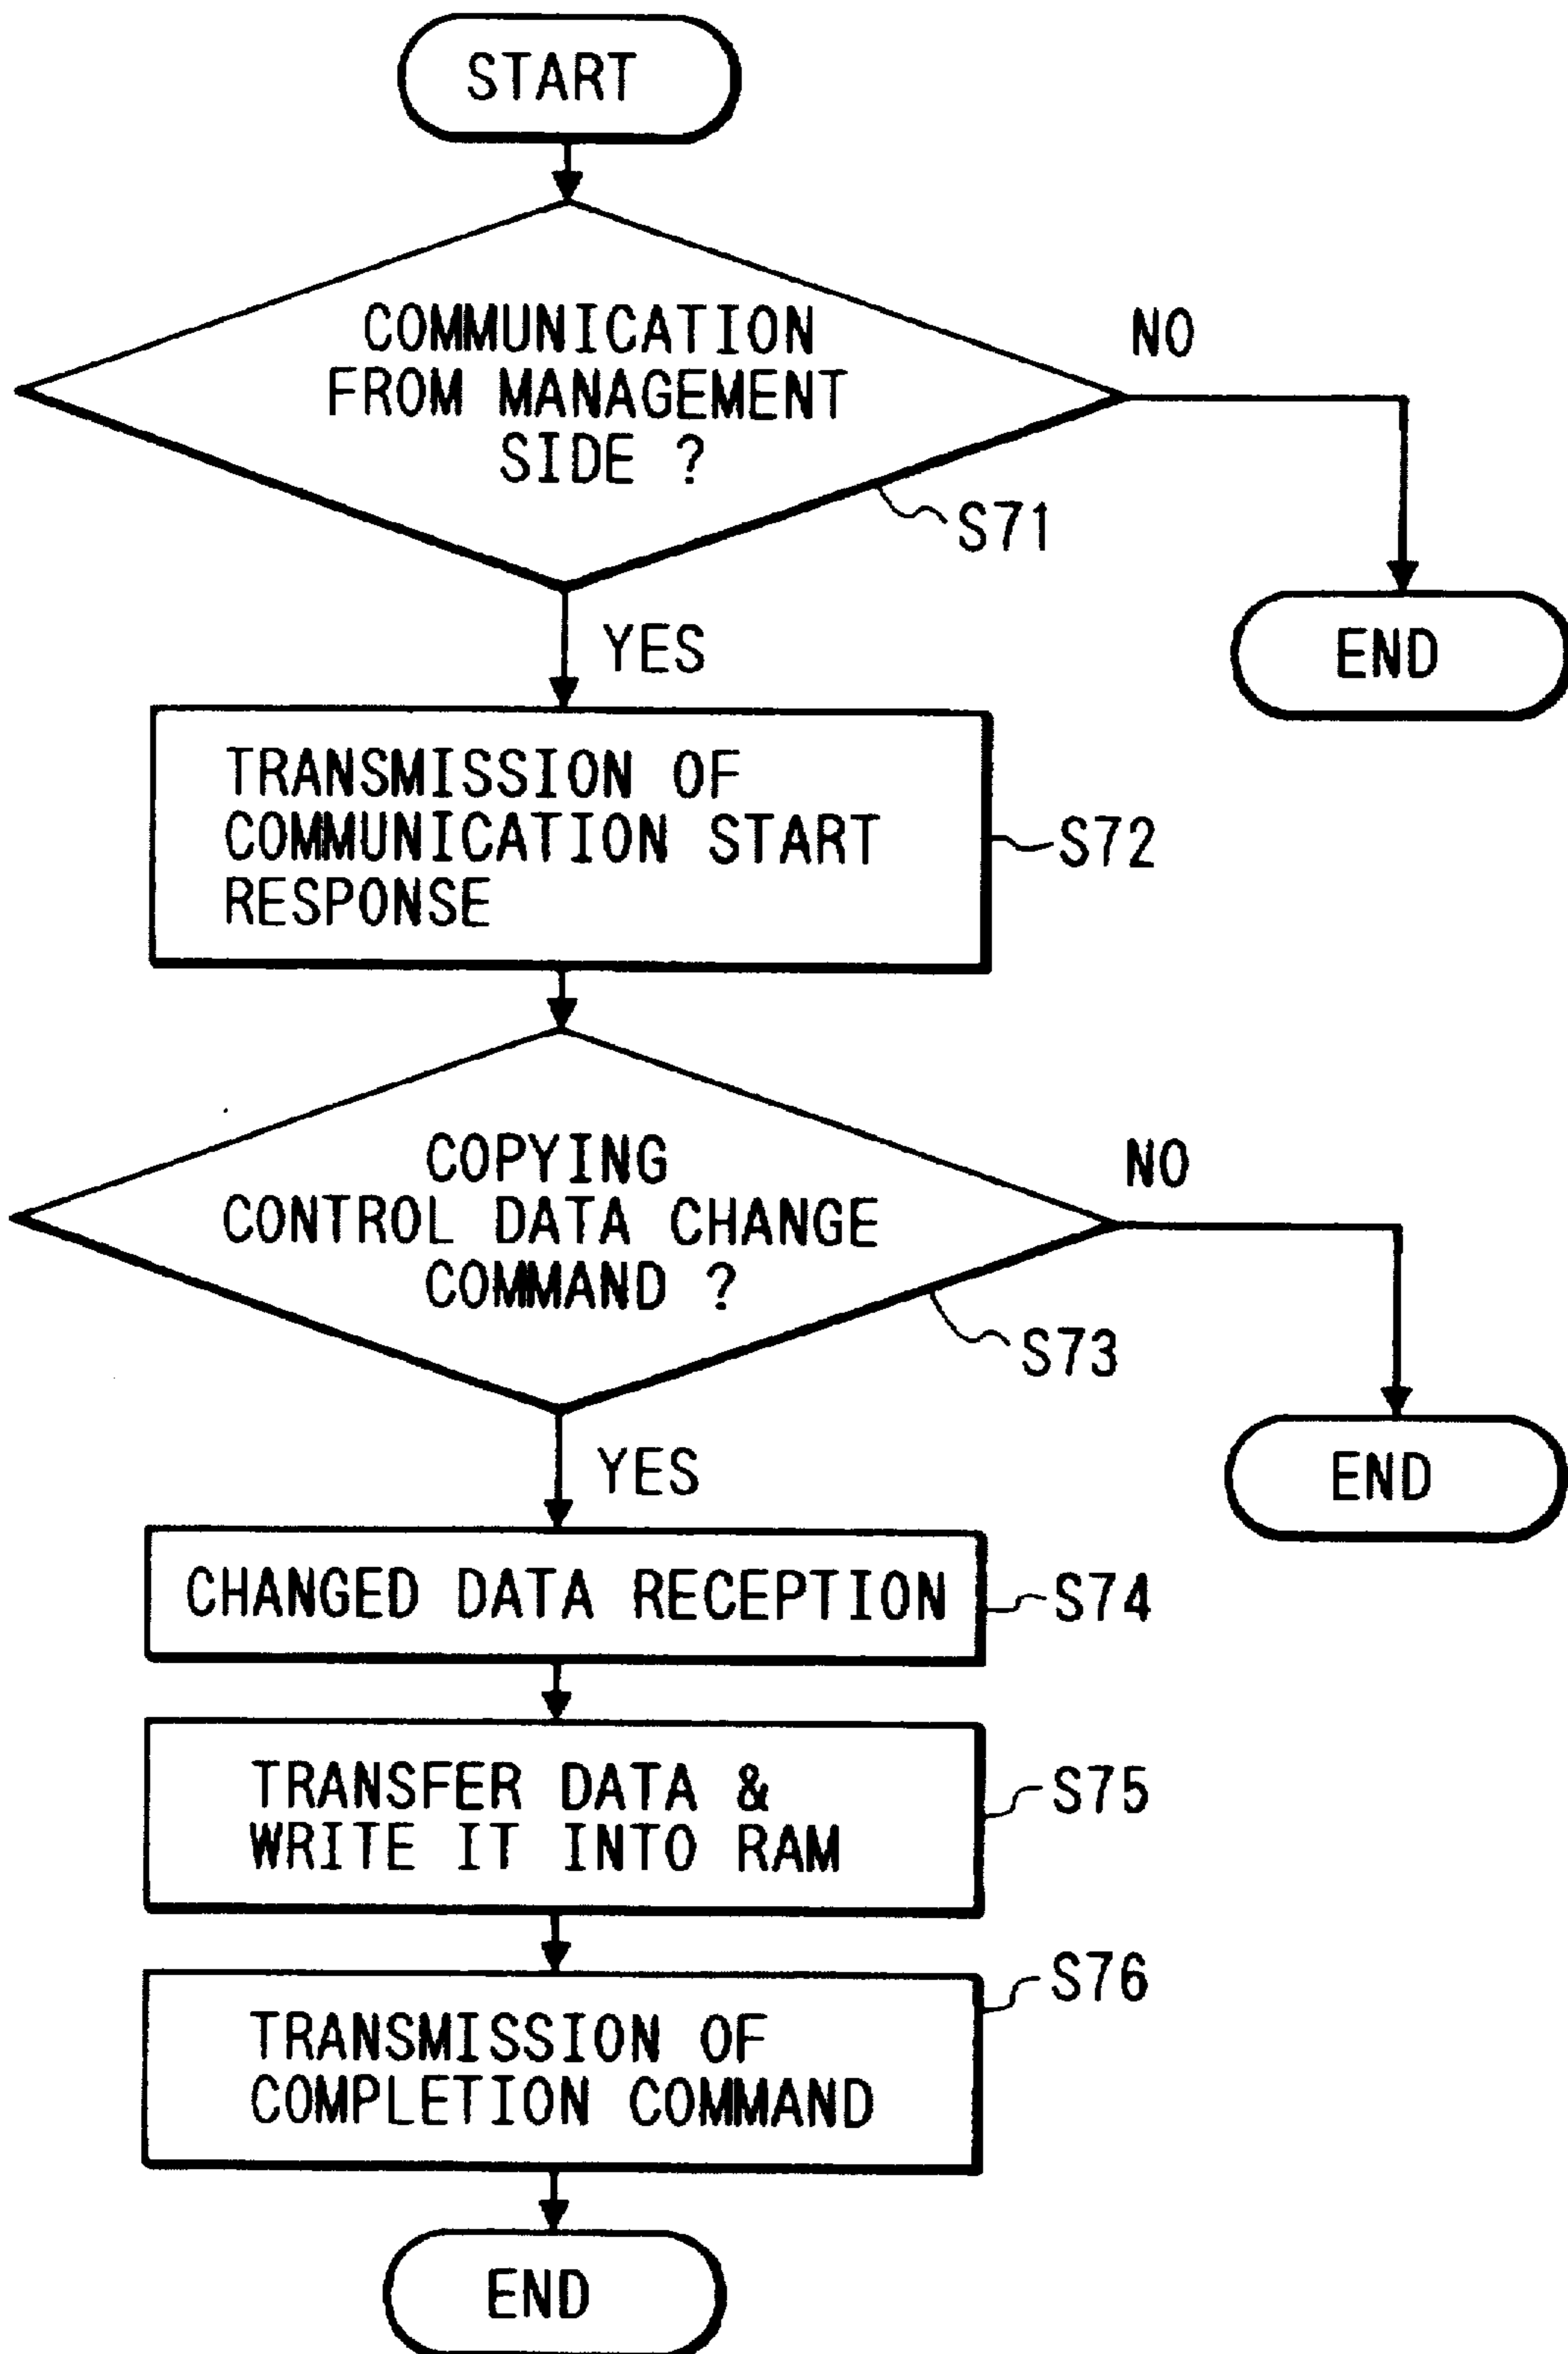 START
COMMUNICATION
FROM MANAGEMENT
SIDE ?
NO
S71
END
YES
TRANSMISSION OF
COMMUNICATION START
RESPONSE
S72
COPYING
CONTROL DATA CHANGE
COMMAND ?
NO
S73
END
YES
CHANGED DATA RECEPTION
S74
TRANSFER DATA &
WRITE IT INTO RAM
S75
TRANSMISSION OF
COMPLETION COMMAND
S76
END